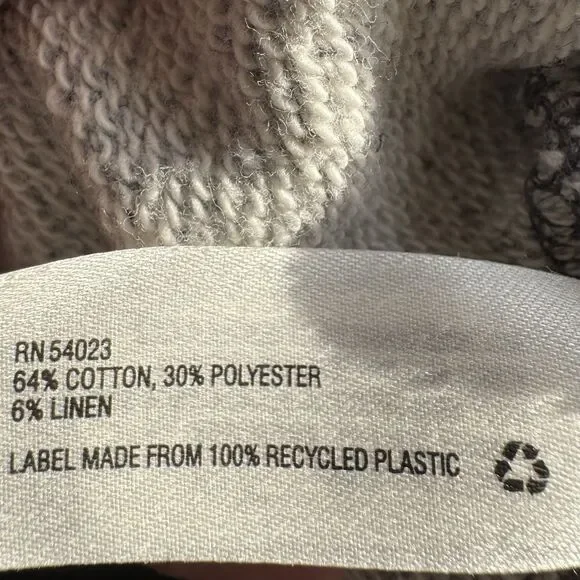 RN 54023
64% COTTON, 30% POLYESTER
6% LINEN
LABEL MADE FROM 100% RECYCLED PLASTIC